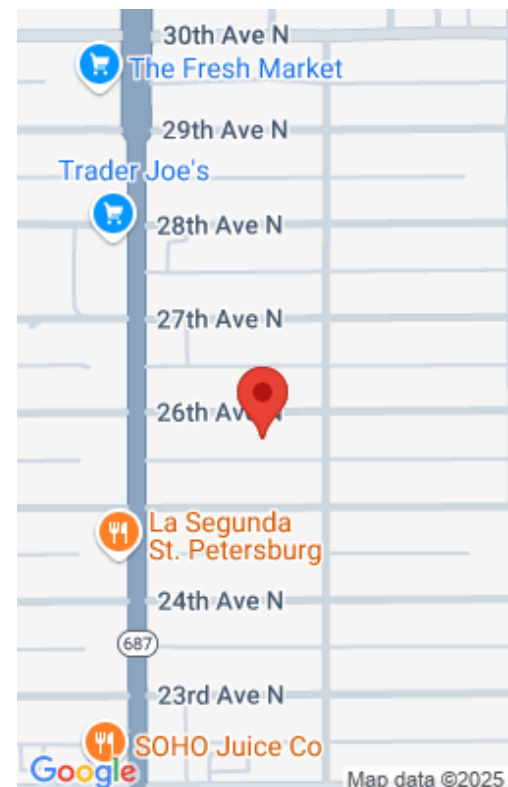 30th Ave N
The Fresh Market
29th Ave N
Trader Joe's
28th Ave N
27th Ave N
26th Ave N
La Segunda
St. Petersburg
24th Ave N
687
23rd Ave N
SOHO Juice Co
Google
Map data ©2025